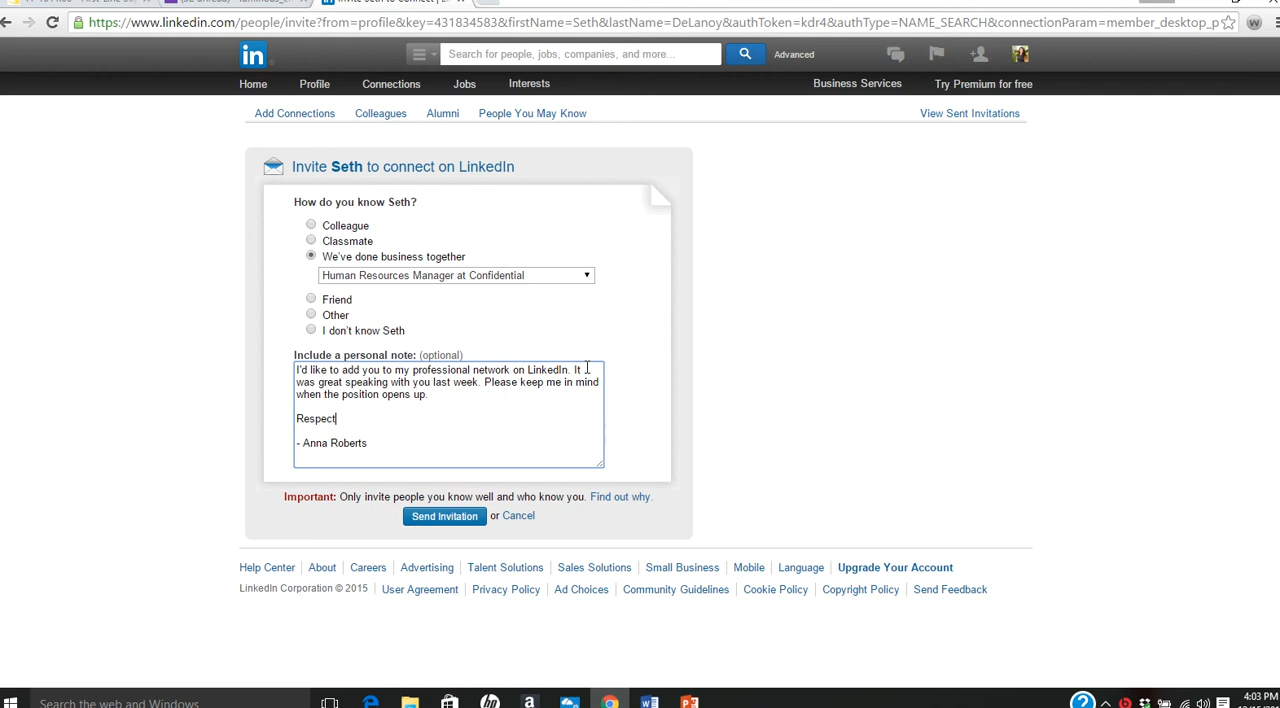 https://www.linkedin.com/people/invite?from=profile&key=431834583&firstName=Seth&lastName=DeLanoy&authToken=kdr4&authType=NAME_SEARCH&connectionParam=member_desktop_p
in Search for people, jobs, companies, and more... Advanced
Home Profile Connections Jobs Interests Business Services Try Premium for free
Add Connections Colleagues Alumni People You May Know View Sent Invitations
Invite Seth to connect on LinkedIn
How do you know Seth?
Colleague
Classmate
We've done business together
Human Resources Manager at Confidential
Friend
Other
I don't know Seth
Include a personal note: (optional)
I'd like to add you to my professional network on LinkedIn. It
was great speaking with you last week. Please keep me in mind
when the position opens up.
Respect
- Anna Roberts
Important: Only invite people you know well and who know you. Find out why.
Send Invitation or Cancel
Help Center About Careers Advertising Talent Solutions Sales Solutions Small Business Mobile Language Upgrade Your Account
LinkedIn Corporation © 2015 User Agreement Privacy Policy Ad Choices Community Guidelines Cookie Policy Copyright Policy Send Feedback
Search the web and Windows
4:03 PM